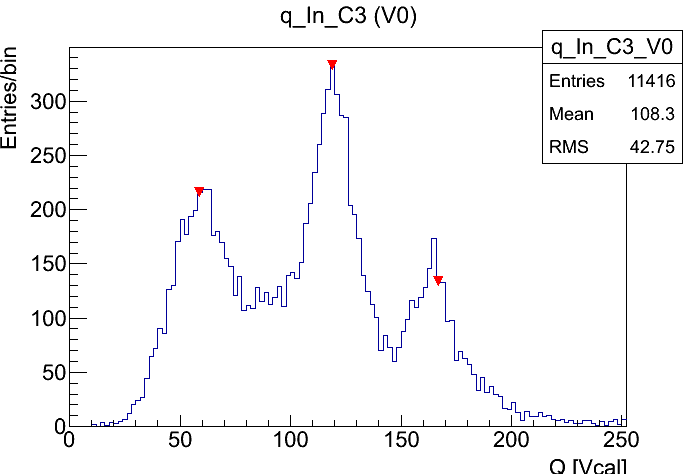 q_In_C3 (V0)
q_In_C3_V0
Entries 11416
Mean 108.3
RMS 42.75
Entries/bin
300
250
200
150
100
50
0
0 50 100 150 200 250
Q [Vcal]